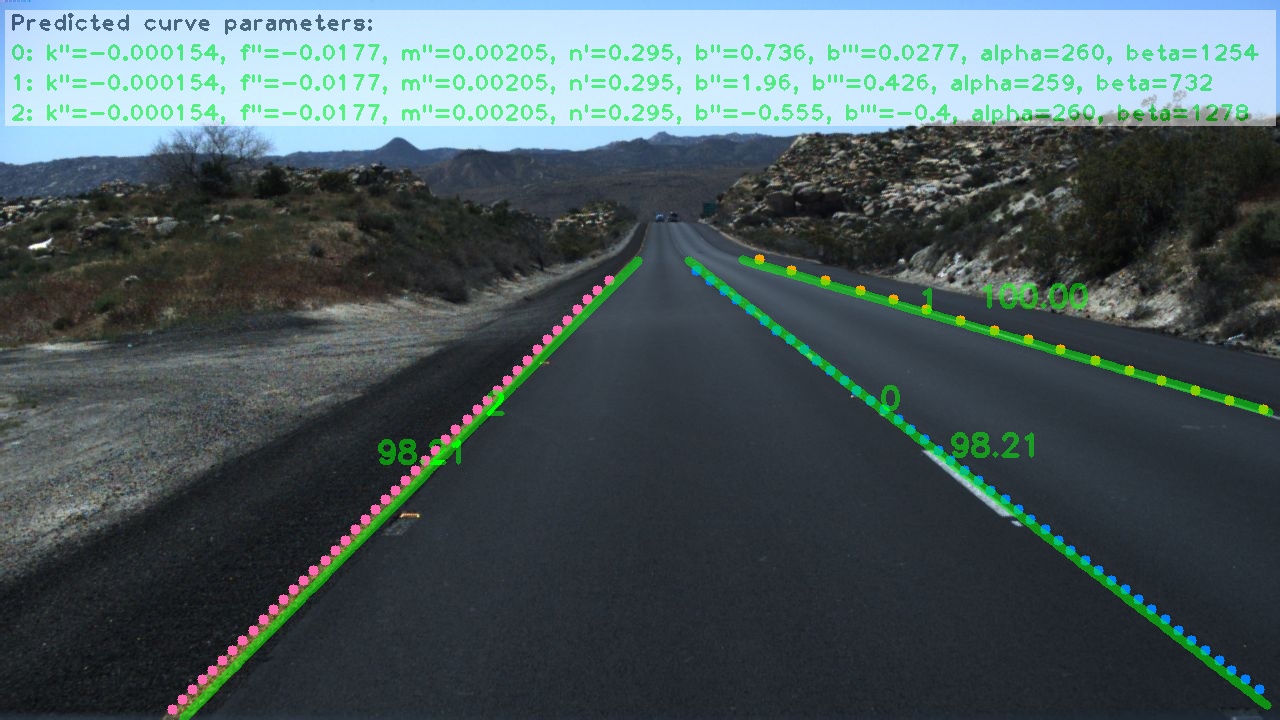 Predicted curve parameters:
0: k''=-0.000154, f''=-0.0177, m''=0.00205, n'=0.295, b''=0.736, b'''=0.0277, alpha=260, beta=1254
1: k''=-0.000154, f''=-0.0177, m''=0.00205, n'=0.295, b''=1.96, b'''=0.426, alpha=259, beta=732
2: k''=-0.000154, f''=-0.0177, m''=0.00205, n'=0.295, b''=-0.555, b'''=-0.4, alpha=260, beta=1278
1 100.00
2
0
98.21
98.21